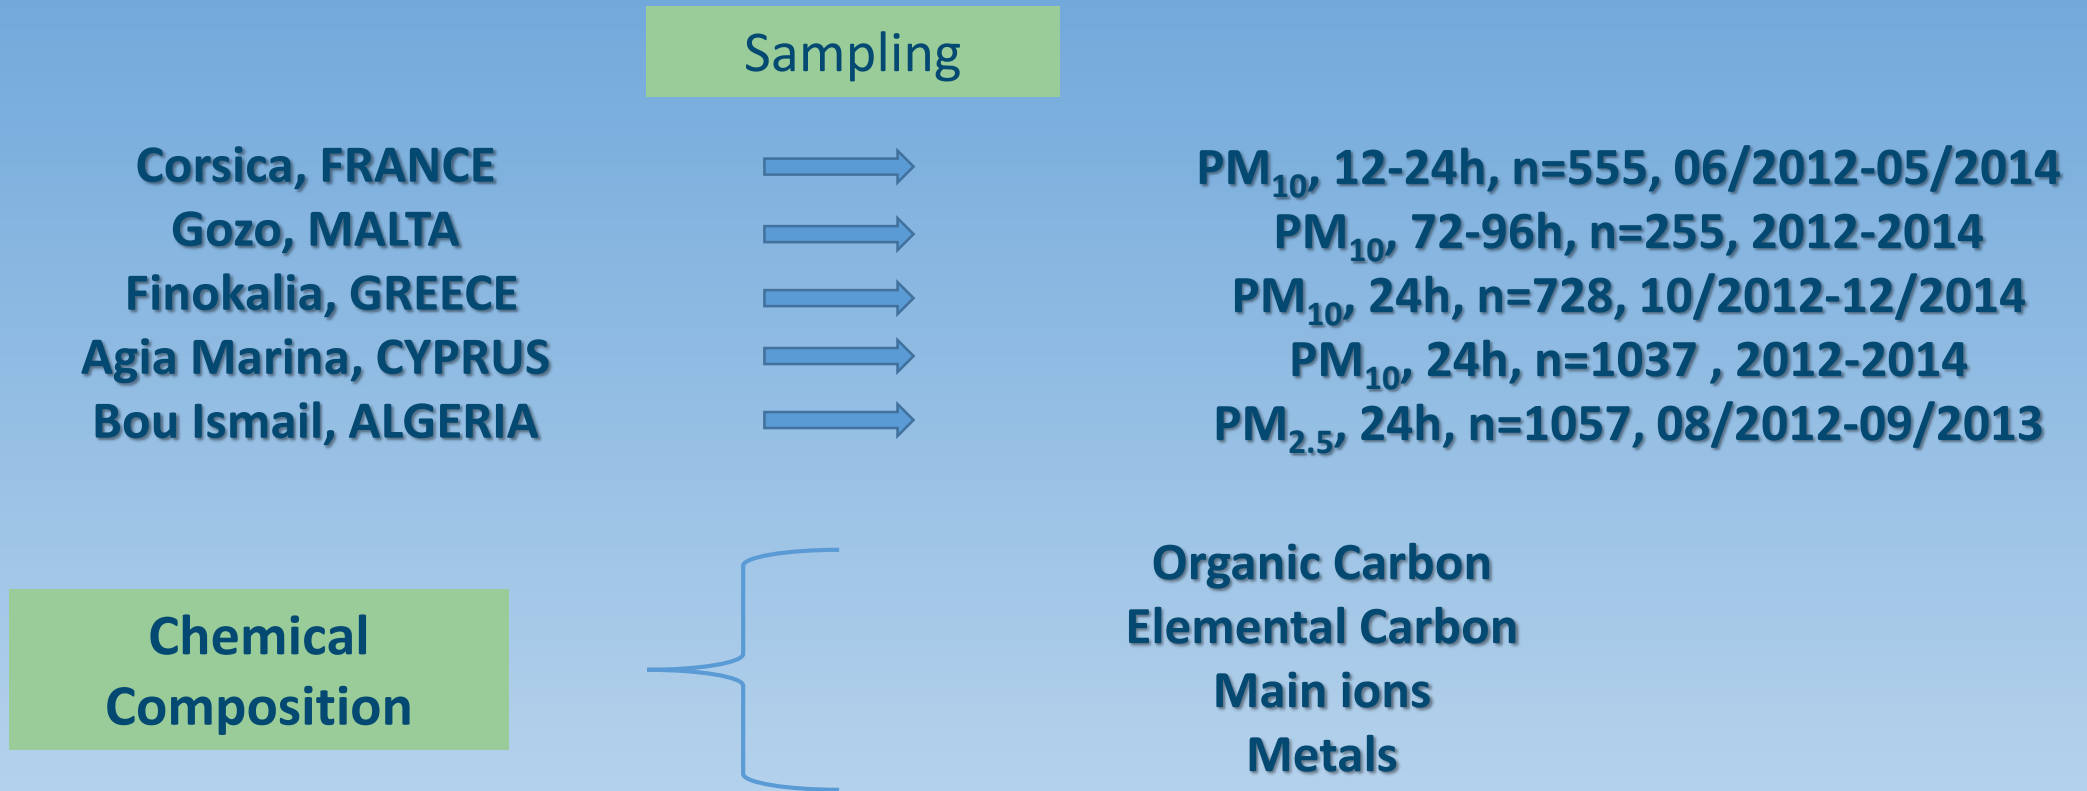 Sampling
Corsica, FRANCE PM10, 12-24h, n=555, 06/2012-05/2014
Gozo, MALTA PM10, 72-96h, n=255, 2012-2014
Finokalia, GREECE PM10, 24h, n=728, 10/2012-12/2014
Agia Marina, CYPRUS PM10, 24h, n=1037 , 2012-2014
Bou Ismail, ALGERIA PM2.5, 24h, n=1057, 08/2012-09/2013
Chemical
Composition
Organic Carbon
Elemental Carbon
Main ions
Metals